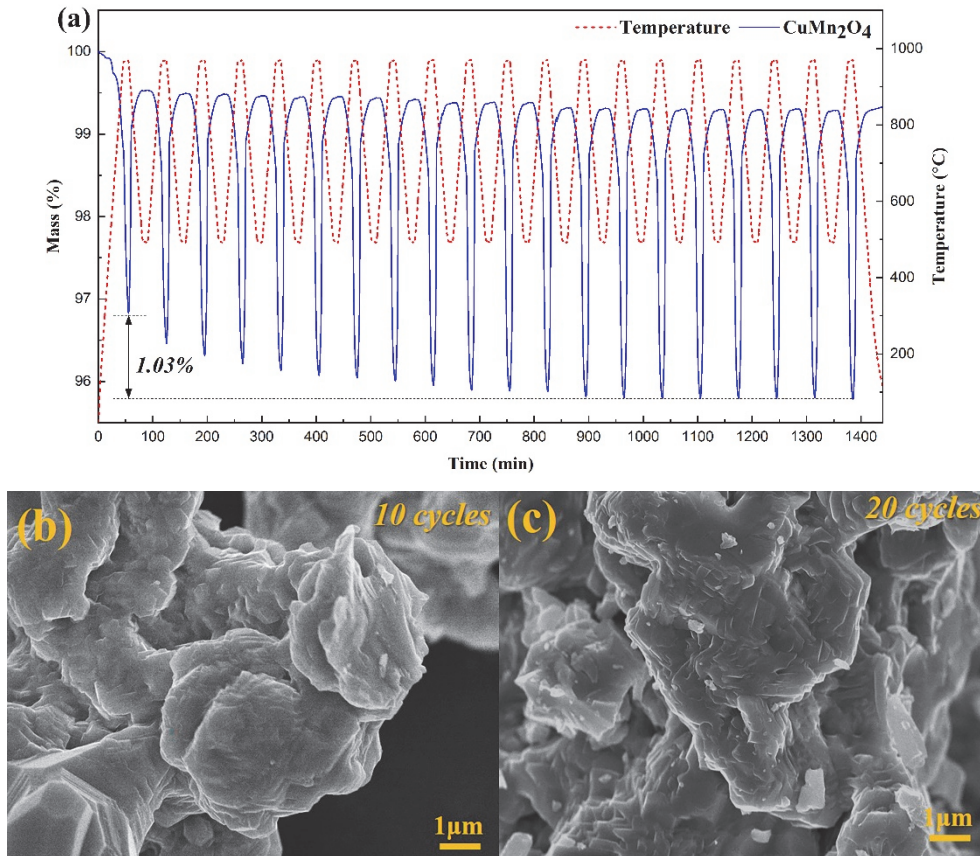 (a)
Temperature CuMn2O4
100
99
98
97
96
Mass (%)
1000
800
600
400
200
Temperature (°C)
1.03%
0 100 200 300 400 500 600 700 800 900 1000 1100 1200 1300 1400
Time (min)
(b) 10 cycles
1μm
(c) 20 cycles
1μm